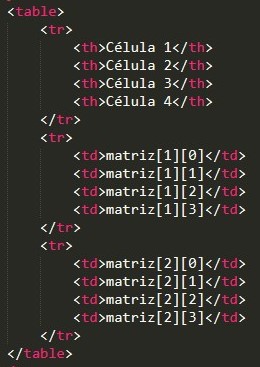 <table>
<tr>
<th>Célula 1</th>
<th>Célula 2</th>
<th>Célula 3</th>
<th>Célula 4</th>
</tr>
<tr>
<td>matriz[1][0]</td>
<td>matriz[1][1]</td>
<td>matriz[1][2]</td>
<td>matriz[1][3]</td>
</tr>
<tr>
<td>matriz[2][0]</td>
<td>matriz[2][1]</td>
<td>matriz[2][2]</td>
<td>matriz[2][3]</td>
</tr>
</table>